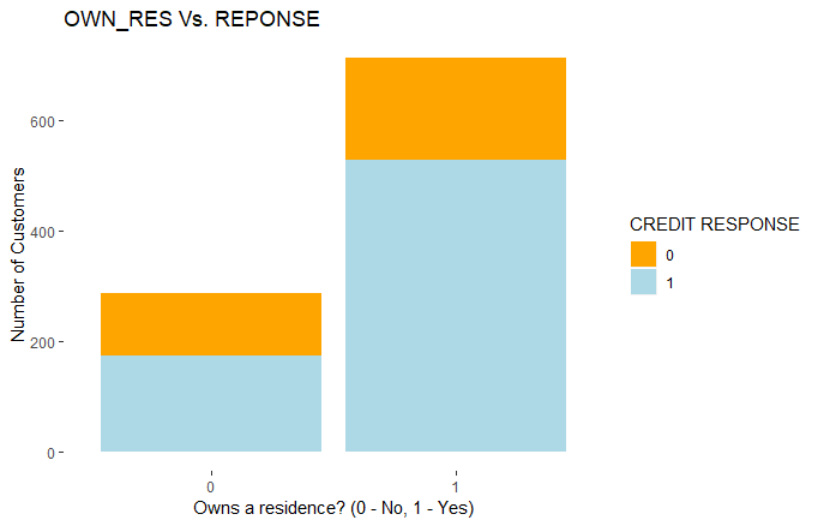 OWN_RES Vs. REPONSE
Number of Customers
600
400
200
0
0
1
Owns a residence? (0 - No, 1 - Yes)
CREDIT RESPONSE
0
1